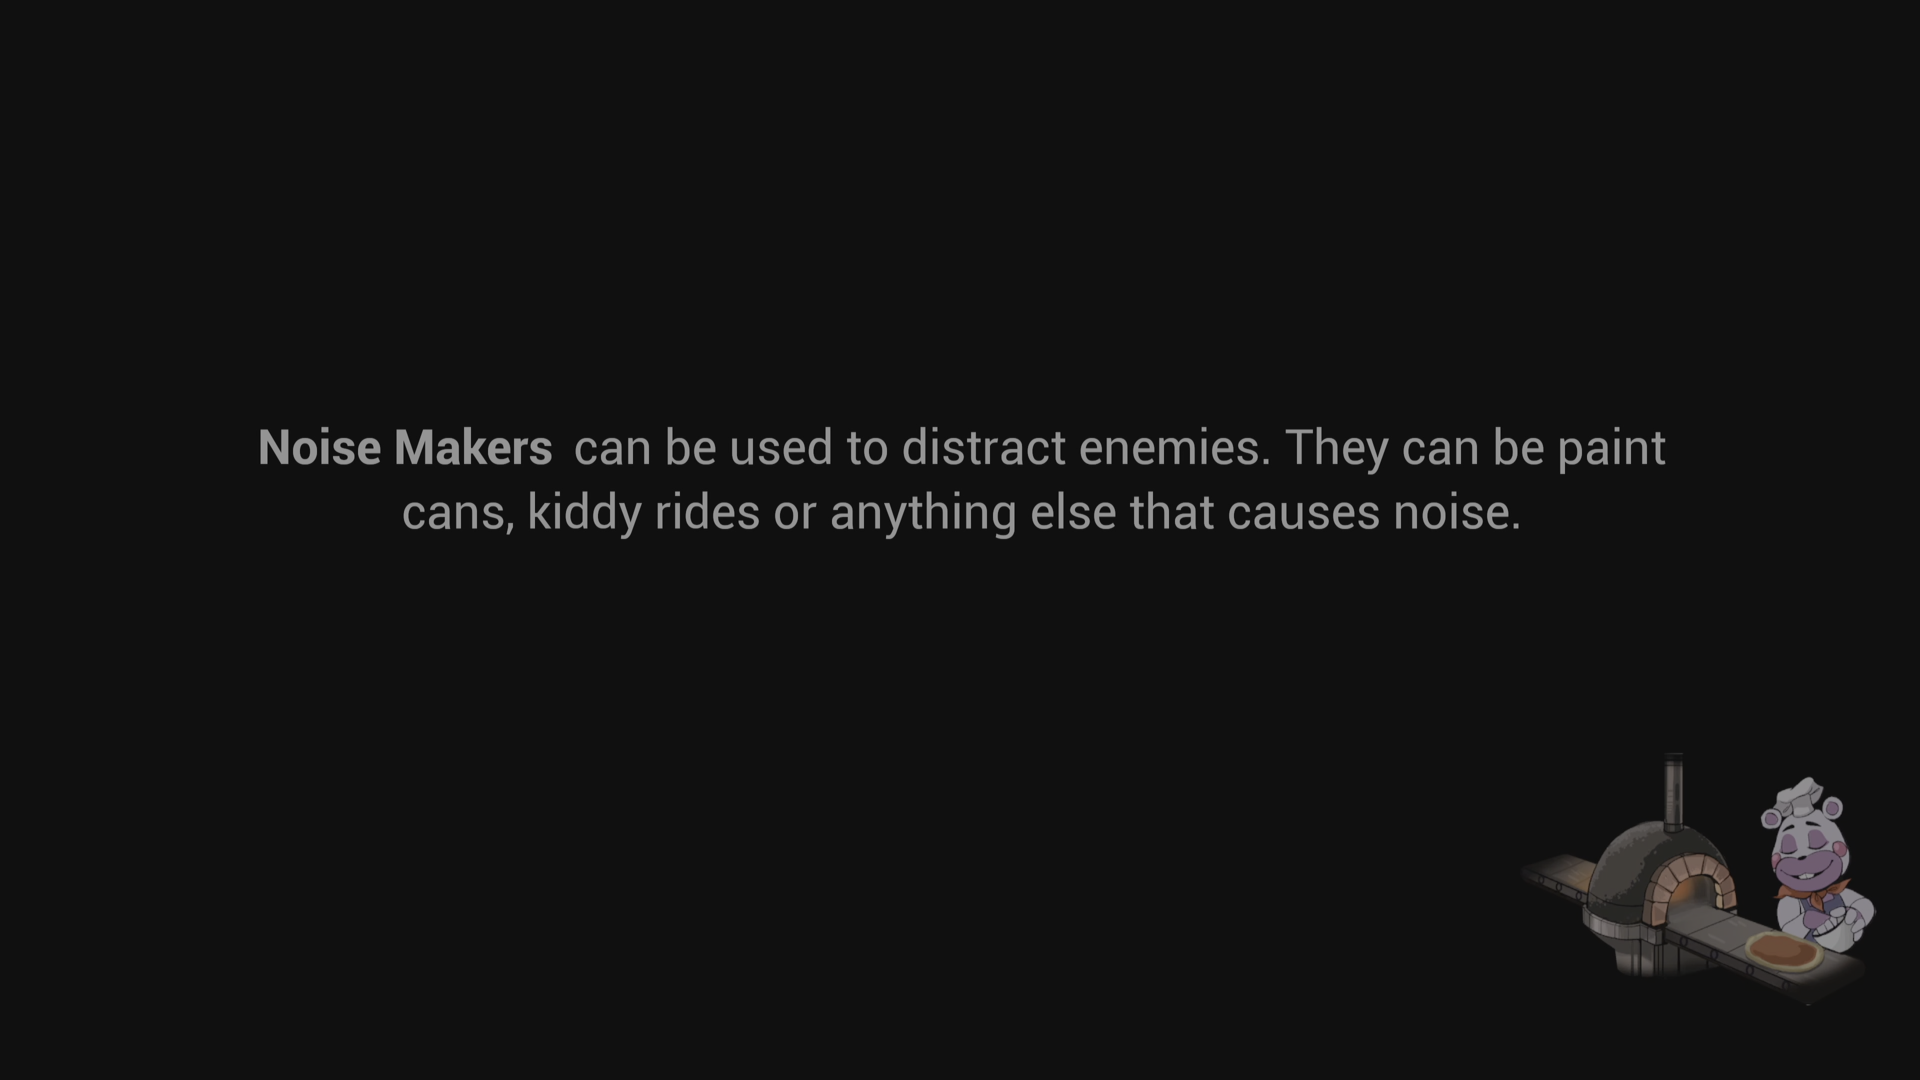 Noise Makers can be used to distract enemies. They can be paint
cans, kiddy rides or anything else that causes noise.